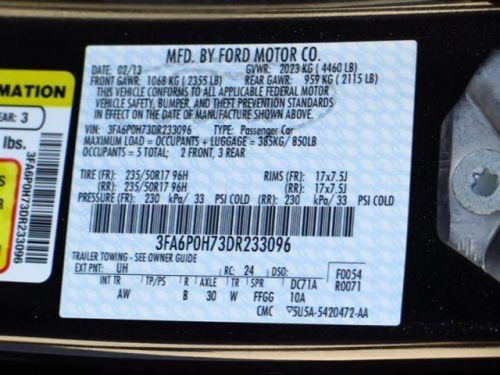 MFD. BY FORD MOTOR CO.
DATE: 02/13 GVWR: 2023 KG (4460 LB)
FRONT GAWR: 1068 KG (2355 LB) REAR GAWR: 959 KG (2115 LB)
THIS VEHICLE CONFORMS TO ALL APPLICABLE FEDERAL MOTOR
VEHICLE SAFETY, BUMPER, AND THEFT PREVENTION STANDARDS
IN EFFECT ON THE DATE OF MANUFACTURE SHOWN ABOVE.
VIN: 3FA6P0H73DR233096 TYPE: Passenger Car
MAXIMUM LOAD = OCCUPANTS + LUGGAGE = 385KG/ 850LB
OCCUPANTS = 5 TOTAL: 2 FRONT, 3 REAR
TIRE (FR): 235/50R17 96H RIMS (FR): 17x7.5J
(RR): 235/50R17 96H (RR): 17x7.5J
PRESSURE (FR): 230 kPa/ 33 PSI COLD (RR): 230 kPa/ 33 PSI COLD
3FA6P0H73DR233096
TRAILER TOWING - SEE OWNER GUIDE
EXT PNT: UH RC: 24 DSO: F0054
INT TR TP/PS R AXLE TR SPR DC71A R0071
AW B 30 W FFGG 10A
CMC 5U5A-5420472-AA
MATION
EAR: 3
lbs.
3FA6P0H73DR233096